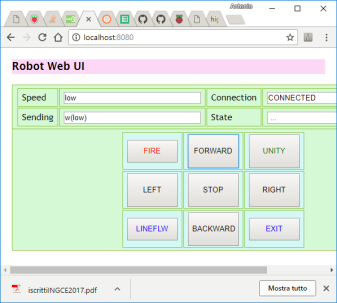 Antonio
localhost:8080
Robot Web UI
Speed low Connection CONNECTED
Sending w(low) State ...
FIRE FORWARD UNITY
LEFT STOP RIGHT
LINEFLW BACKWARD EXIT
iscrittiINGCE2017.pdf Mostra tutto